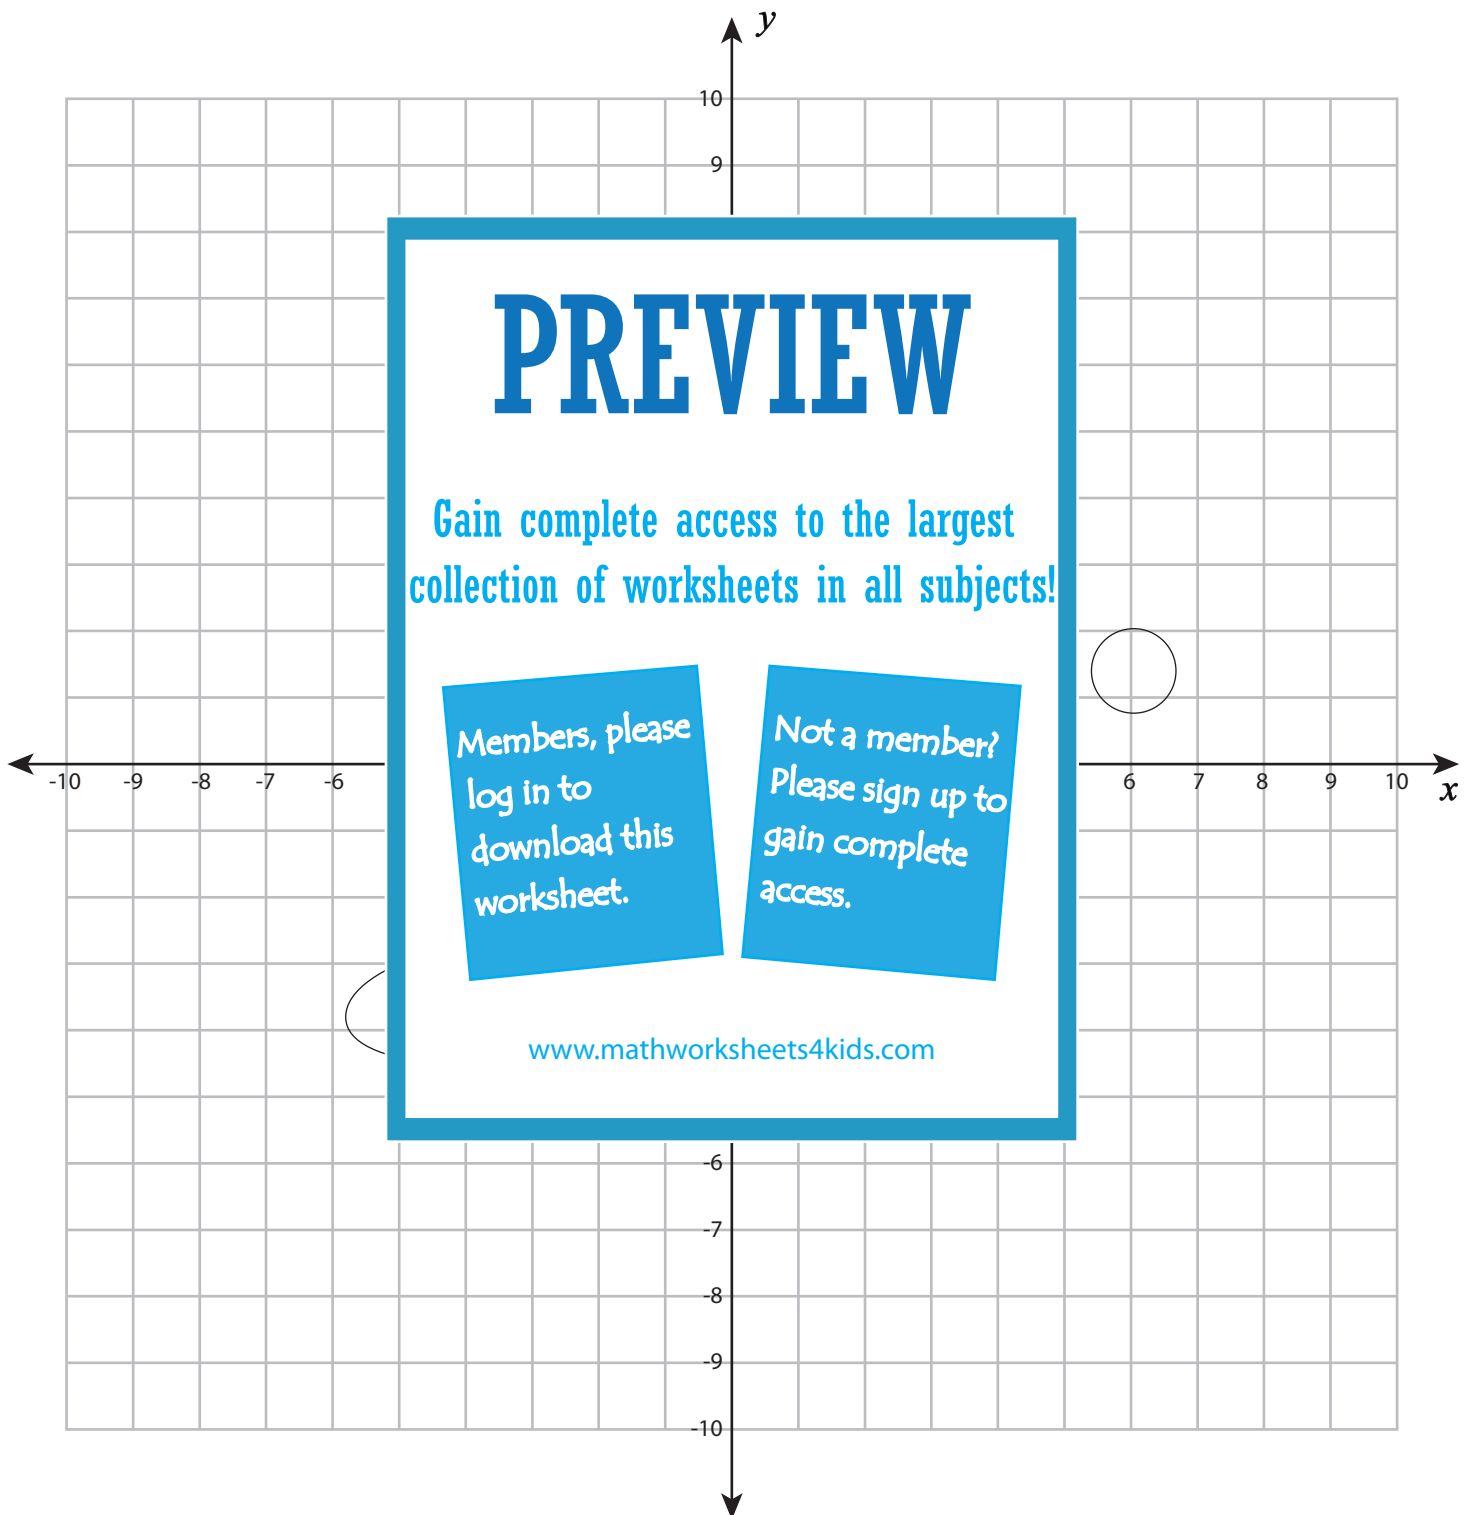 y
10
9
PREVIEW
Gain complete access to the largest
collection of worksheets in all subjects!
Members, please
log in to
download this
worksheet.
Not a member?
Please sign up to
gain complete
access.
-10 -9 -8 -7 -6 6 7 8 9 10
x
www.mathworksheets4kids.com
-6
-7
-8
-9
-10